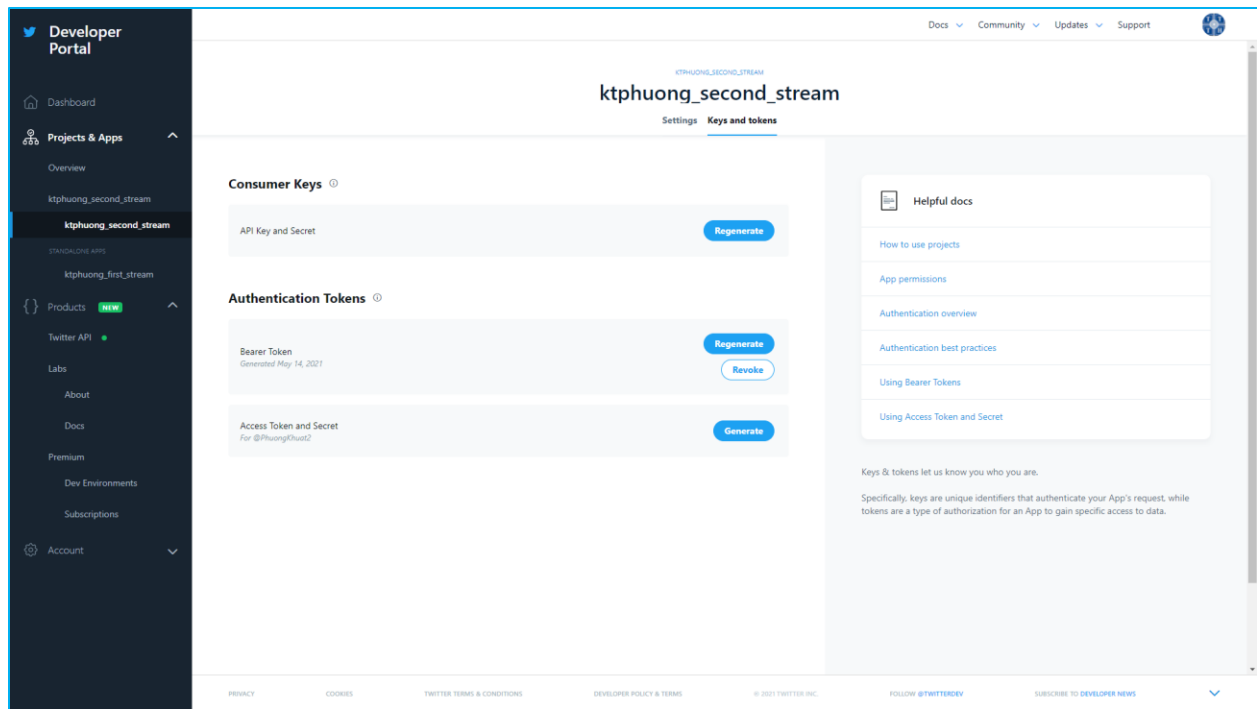 Developer
Portal
Docs
Community
Updates
Support
Dashboard
Projects & Apps
Overview
ktphuong_second_stream
ktphuong_second_stream
STANDALONE APPS
ktphuong_first_stream
{ } Products NEW
Twitter API
Labs
About
Docs
Premium
Dev Environments
Subscriptions
Account
KTPHUONG_SECOND_STREAM
ktphuong_second_stream
Settings
Keys and tokens
Consumer Keys
API Key and Secret
Regenerate
Authentication Tokens
Bearer Token
Generated May 14, 2021
Regenerate
Revoke
Access Token and Secret
For @PhuongKhuat2
Generate
Helpful docs
How to use projects
App permissions
Authentication overview
Authentication best practices
Using Bearer Tokens
Using Access Token and Secret
Keys & tokens let us know you who you are.
Specifically, keys are unique identifiers that authenticate your App's request, while
tokens are a type of authorization for an App to gain specific access to data.
PRIVACY
COOKIES
TWITTER TERMS & CONDITIONS
DEVELOPER POLICY & TERMS
© 2021 TWITTER INC.
FOLLOW @TWITTERDEV
SUBSCRIBE TO DEVELOPER NEWS